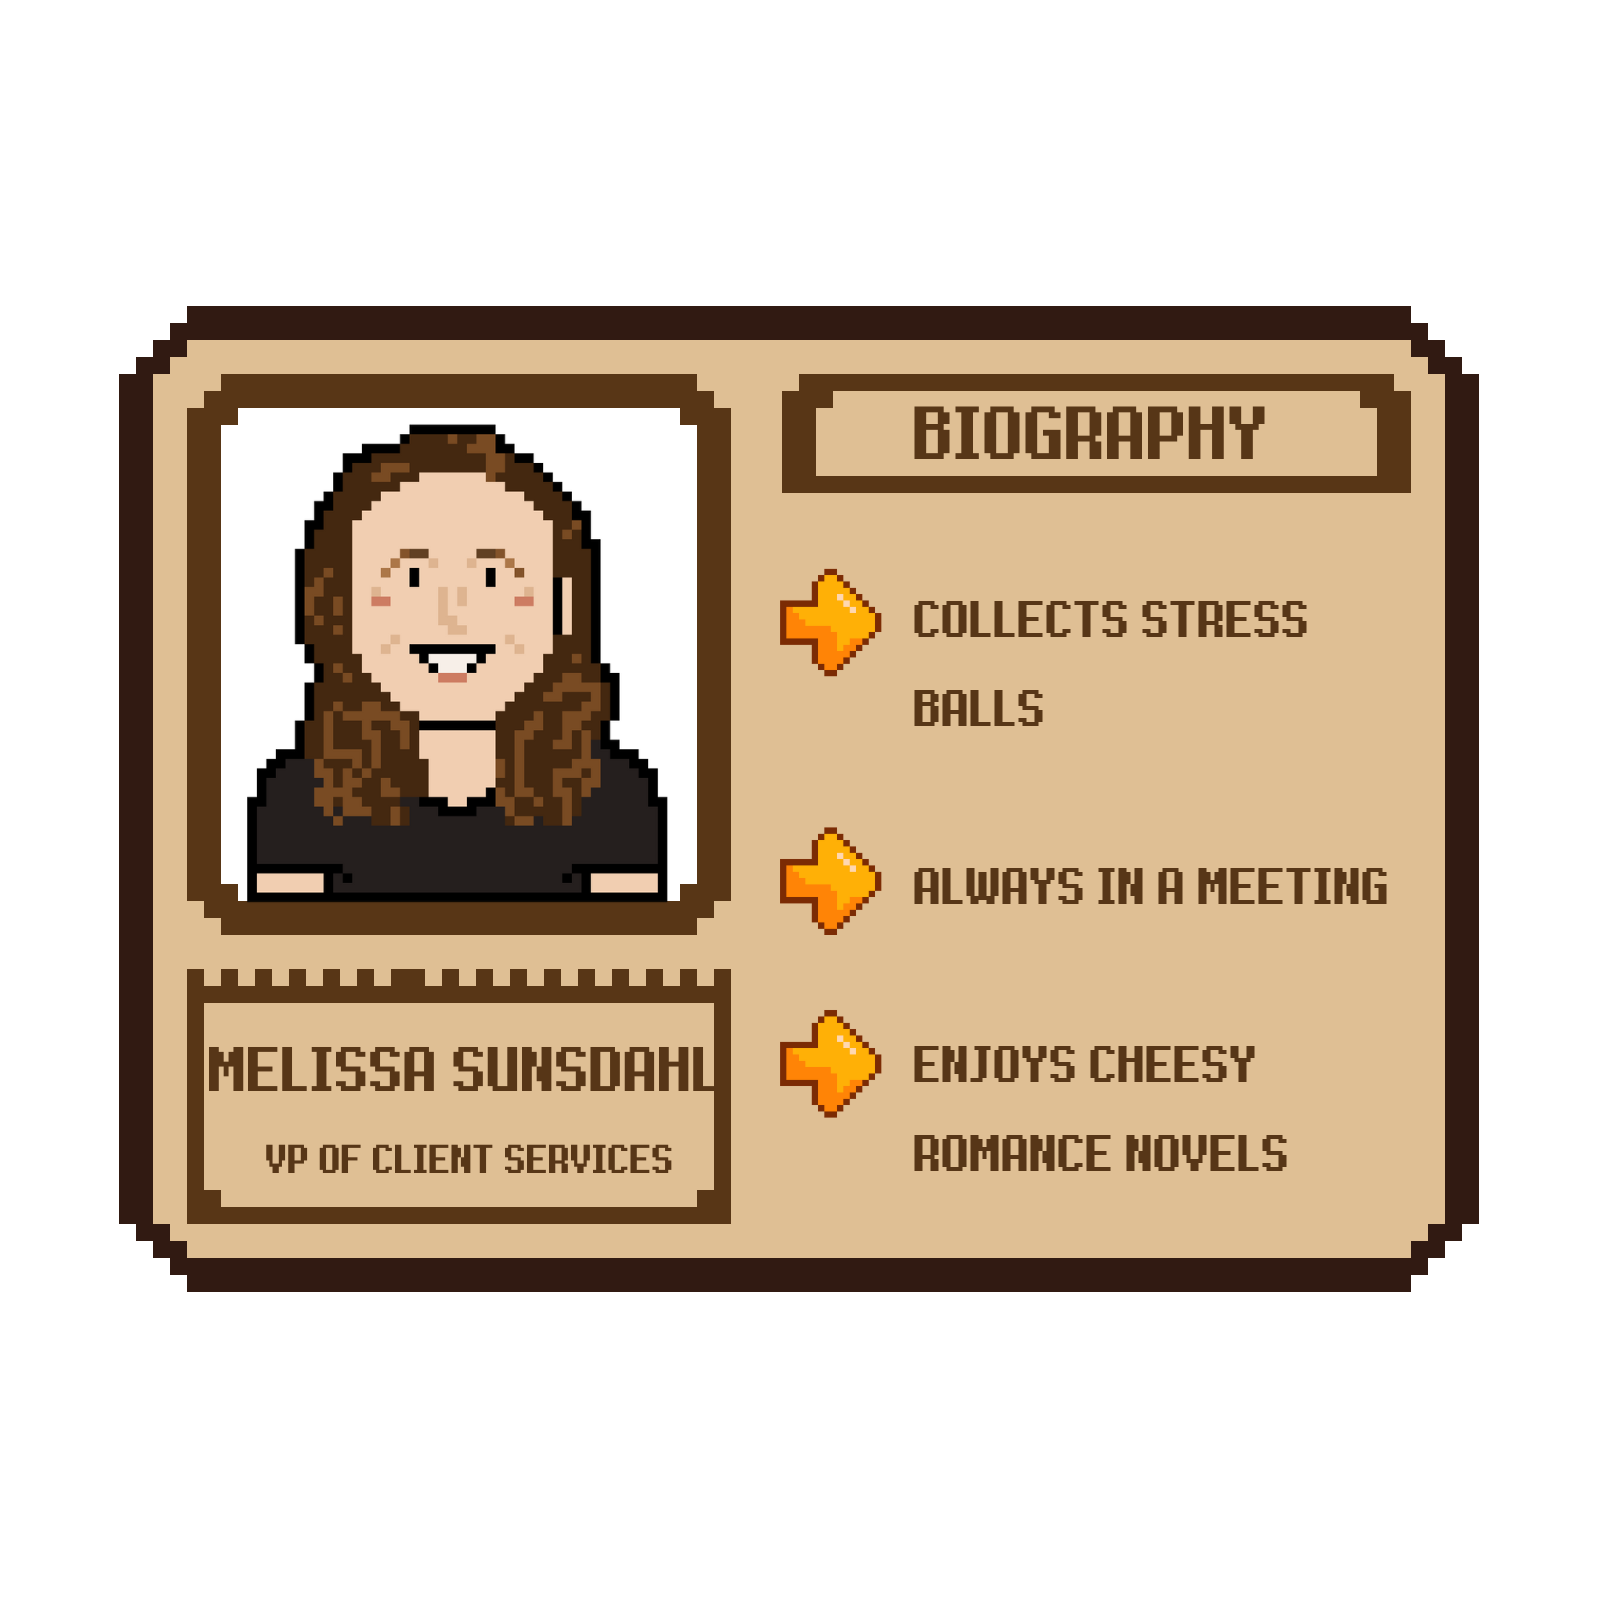 BIOGRAPHY
COLLECTS STRESS
BALLS
ALWAYS IN A MEETING
ENJOYS CHEESY
ROMANCE NOVELS
MELISSA SUNSDAHL
VP OF CLIENT SERVICES